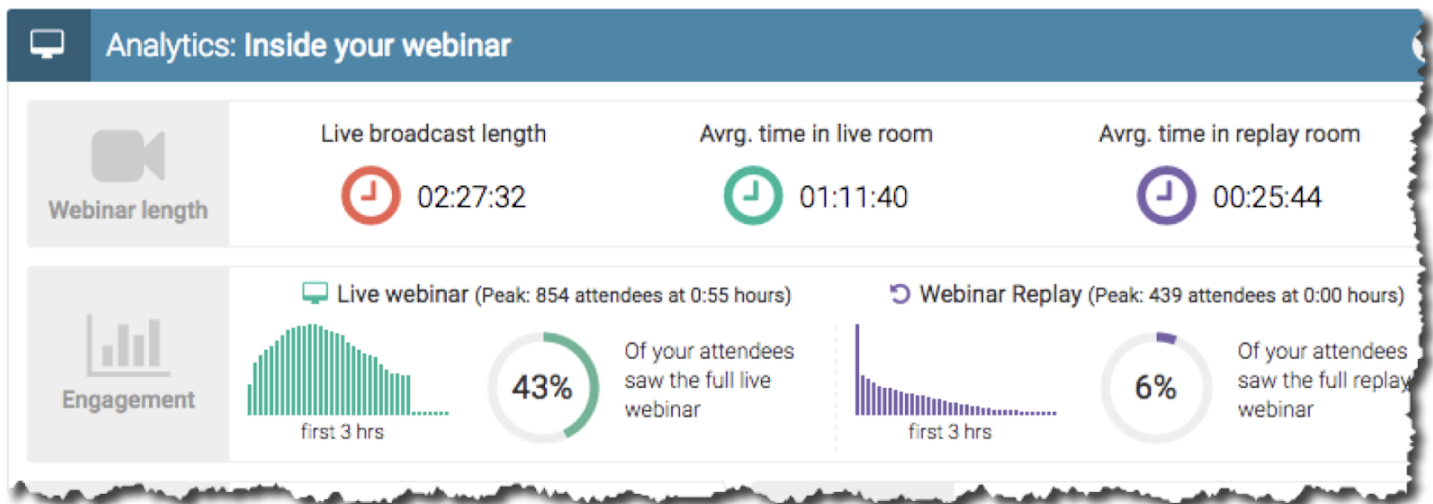 Analytics: Inside your webinar
Webinar length
Live broadcast length
02:27:32
Avrg. time in live room
01:11:40
Avrg. time in replay room
00:25:44
Engagement
Live webinar (Peak: 854 attendees at 0:55 hours)
first 3 hrs
43%
Of your attendees
saw the full live
webinar
Webinar Replay (Peak: 439 attendees at 0:00 hours)
first 3 hrs
6%
Of your attendees
saw the full replay
webinar